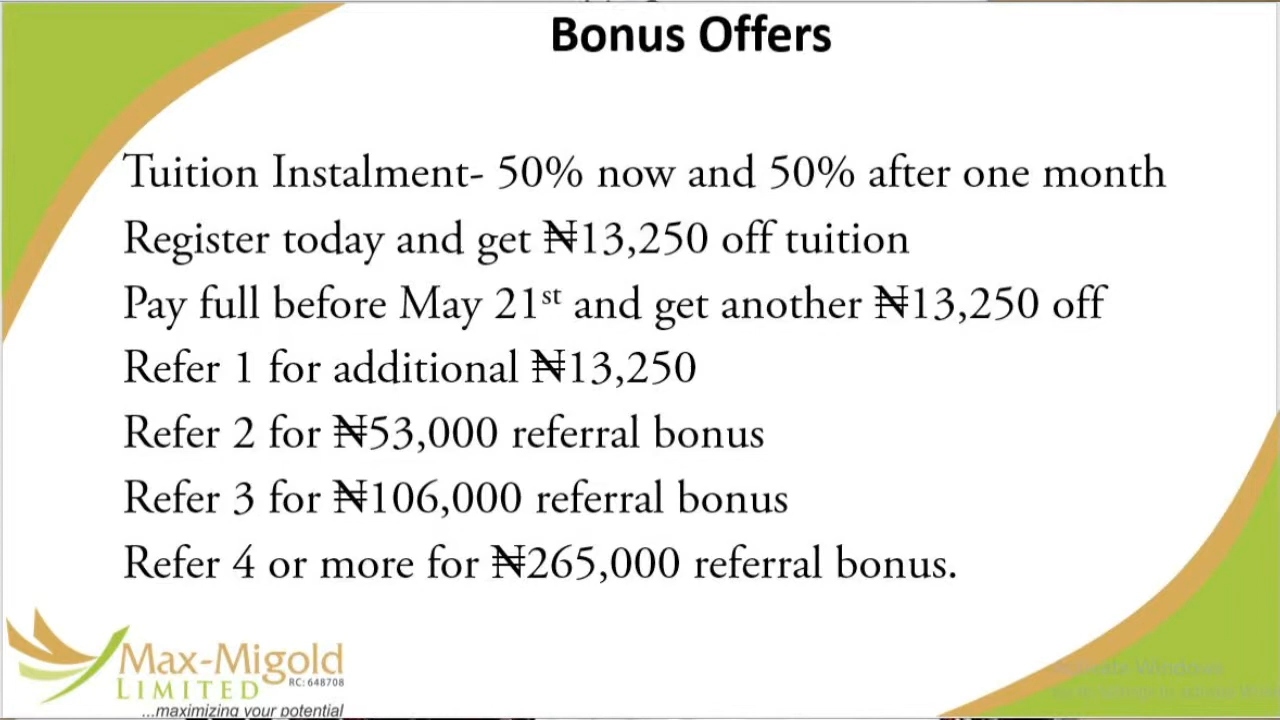 Bonus Offers
Tuition Instalment- 50% now and 50% after one month
Register today and get ₦13,250 off tuition
Pay full before May 21st and get another ₦13,250 off
Refer 1 for additional ₦13,250
Refer 2 for ₦53,000 referral bonus
Refer 3 for ₦106,000 referral bonus
Refer 4 or more for ₦265,000 referral bonus.
Max-Migold
LIMITED
RC: 648708
...maximizing your potential
Activate Windows